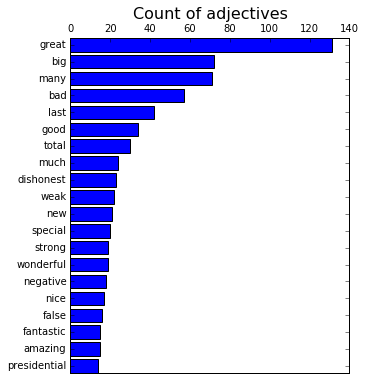 Count of adjectives
0 20 40 60 80 100 120 140
great
big
many
bad
last
good
total
much
dishonest
weak
new
special
strong
wonderful
negative
nice
false
fantastic
amazing
presidential